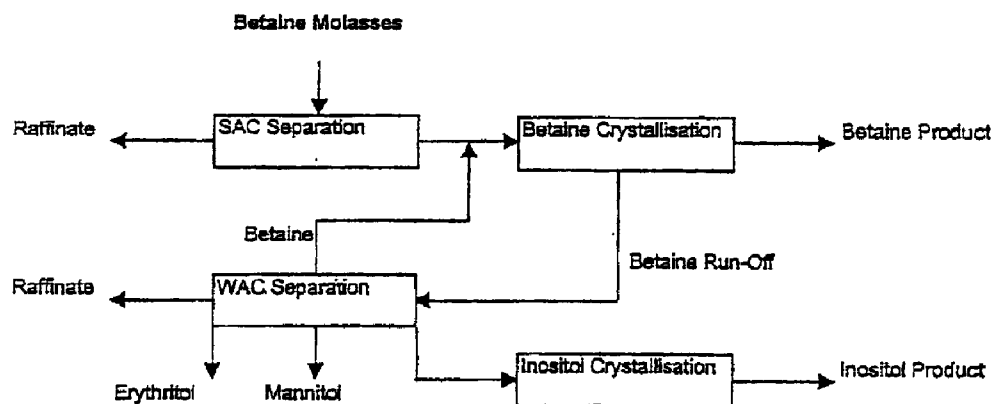 Betaine Molasses
Raffinate
SAC Separation
Betaine Crystallisation
Betaine Product
Betaine
Betaine Run-Off
Raffinate
WAC Separation
Erythritol
Mannitol
Inositol Crystallisation
Inositol Product